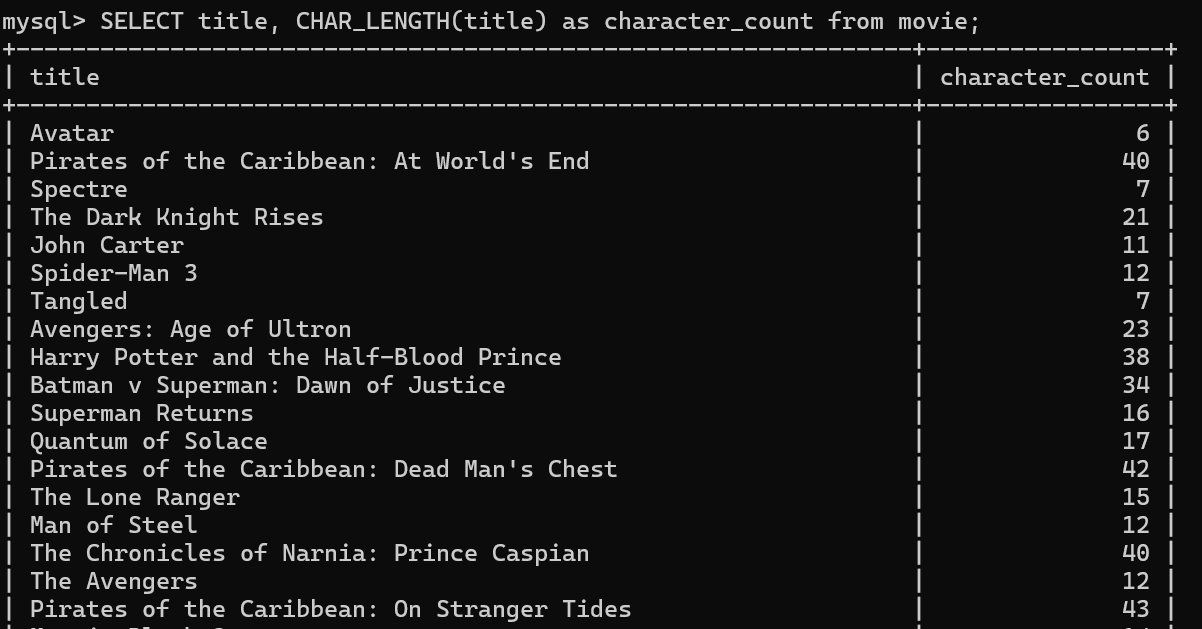 mysql> SELECT title, CHAR_LENGTH(title) as character_count from movie;
+----------------------------------------------------------------+-----------------+
| title                                                          | character_count |
+----------------------------------------------------------------+-----------------+
| Avatar                                                         |               6 |
| Pirates of the Caribbean: At World's End                       |              40 |
| Spectre                                                        |               7 |
| The Dark Knight Rises                                          |              21 |
| John Carter                                                    |              11 |
| Spider-Man 3                                                   |              12 |
| Tangled                                                        |               7 |
| Avengers: Age of Ultron                                        |              23 |
| Harry Potter and the Half-Blood Prince                         |              38 |
| Batman v Superman: Dawn of Justice                             |              34 |
| Superman Returns                                               |              16 |
| Quantum of Solace                                              |              17 |
| Pirates of the Caribbean: Dead Man's Chest                     |              42 |
| The Lone Ranger                                                |              15 |
| Man of Steel                                                   |              12 |
| The Chronicles of Narnia: Prince Caspian                       |              40 |
| The Avengers                                                   |              12 |
| Pirates of the Caribbean: On Stranger Tides                    |              43 |